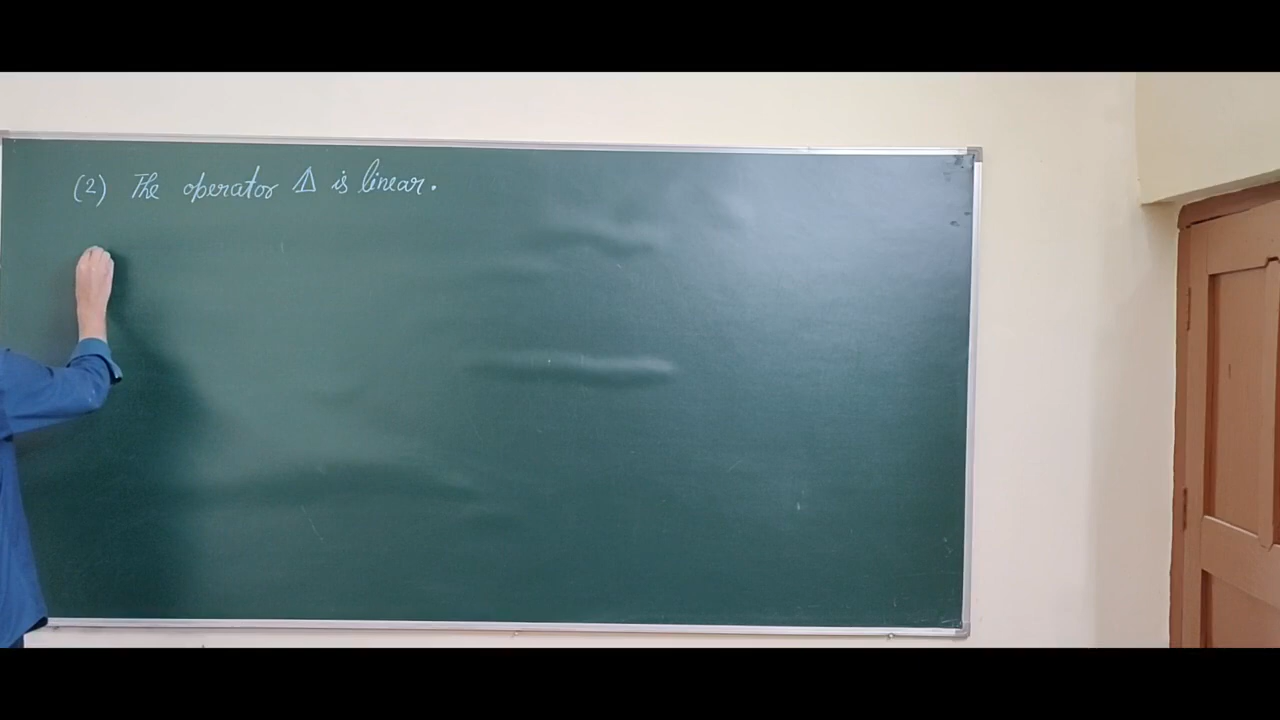 (2) The operator Δ is linear.